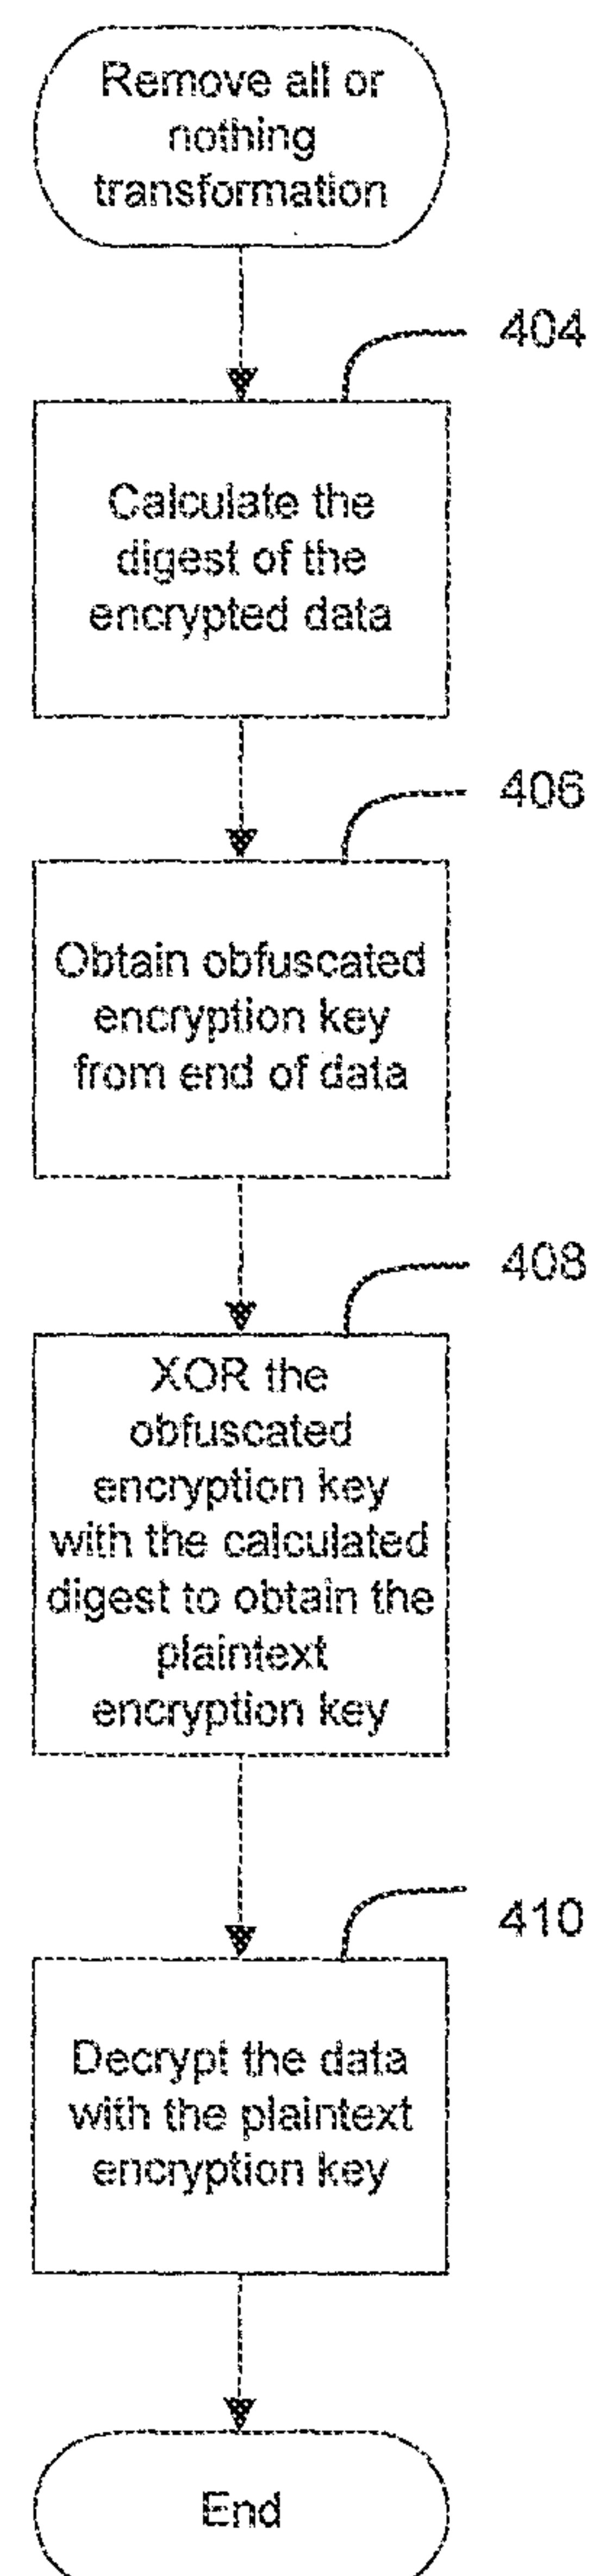 Remove all or
nothing
transformation
404
Calculate the
digest of the
encrypted data
406
Obtain obfuscated
encryption key
from end of data
408
XOR the
obfuscated
encryption key
with the calculated
digest to obtain the
plaintext
encryption key
410
Decrypt the data
with the plaintext
encryption key
End